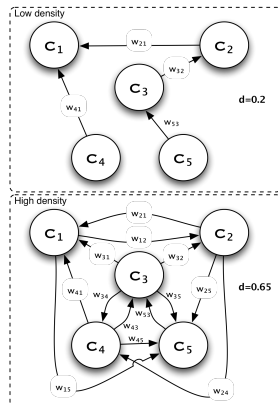 Low density
C1
w21
C2
w32
C3
d=0.2
w41
w53
C4
C5
High density
C1
w21
C2
w12
w31
w32
C3
d=0.65
w41
w34
w35
w25
w43
w53
C4
w45
C5
w15
w24